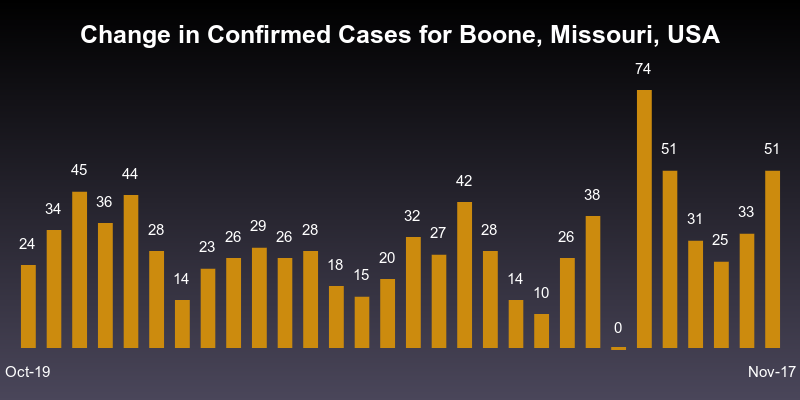 Change in Confirmed Cases for Boone, Missouri, USA
24 34 45 36 44 28 14 23 26 29 26 28 18 15 20 32 27 42 28 14 10 26 38 0 74 51 31 25 33 51
Oct-19 Nov-17